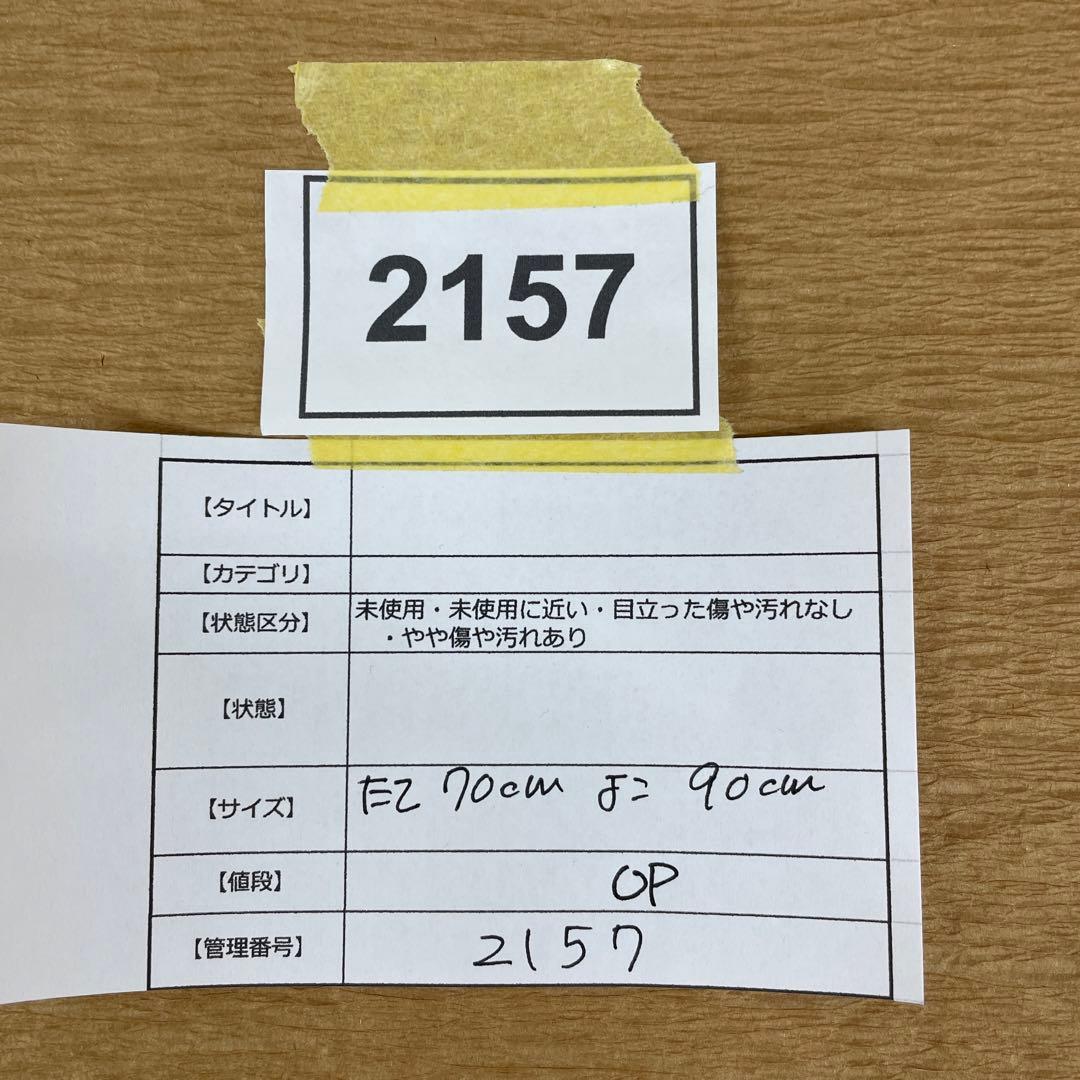 2157
【タイトル】
【カテゴリ】
【状態区分】 未使用・未使用に近い・目立った傷や汚れなし
・やや傷や汚れあり
【状態】
【サイズ】 たて 70cm よこ 90cm
【値段】 OP
【管理番号】 2157